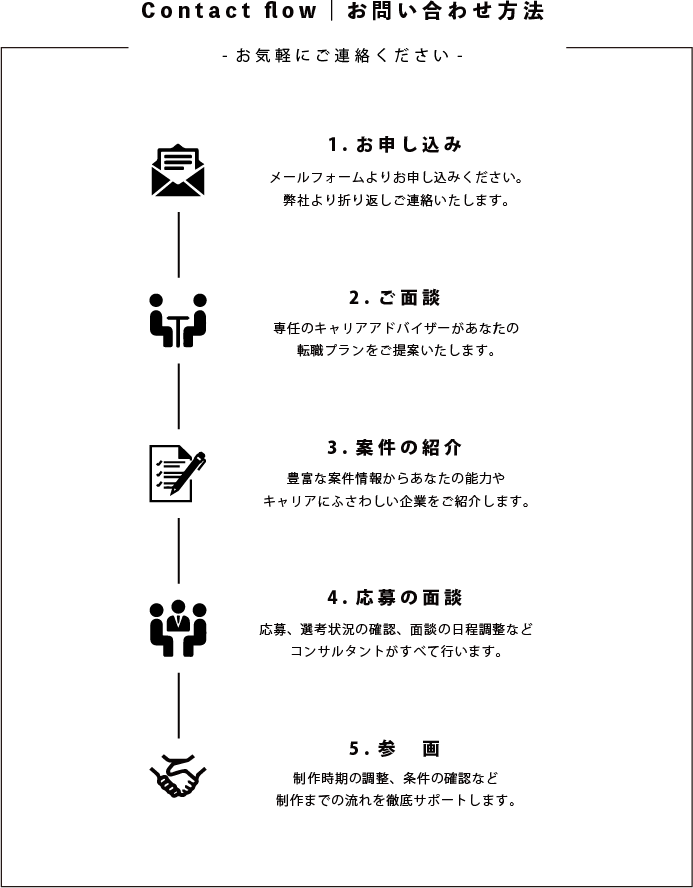 Contact flow｜お問い合わせ方法
- お気軽にご連絡ください -
1. お申し込み
メールフォームよりお申し込みください。
弊社より折り返しご連絡いたします。
2. ご面談
専任のキャリアアドバイザーがあなたの
転職プランをご提案いたします。
3. 案件の紹介
豊富な案件情報からあなたの能力や
キャリアにふさわしい企業をご紹介します。
4. 応募の面談
応募、選考状況の確認、面談の日程調整など
コンサルタントがすべて行います。
5. 参　画
制作時期の調整、条件の確認など
制作までの流れを徹底サポートします。